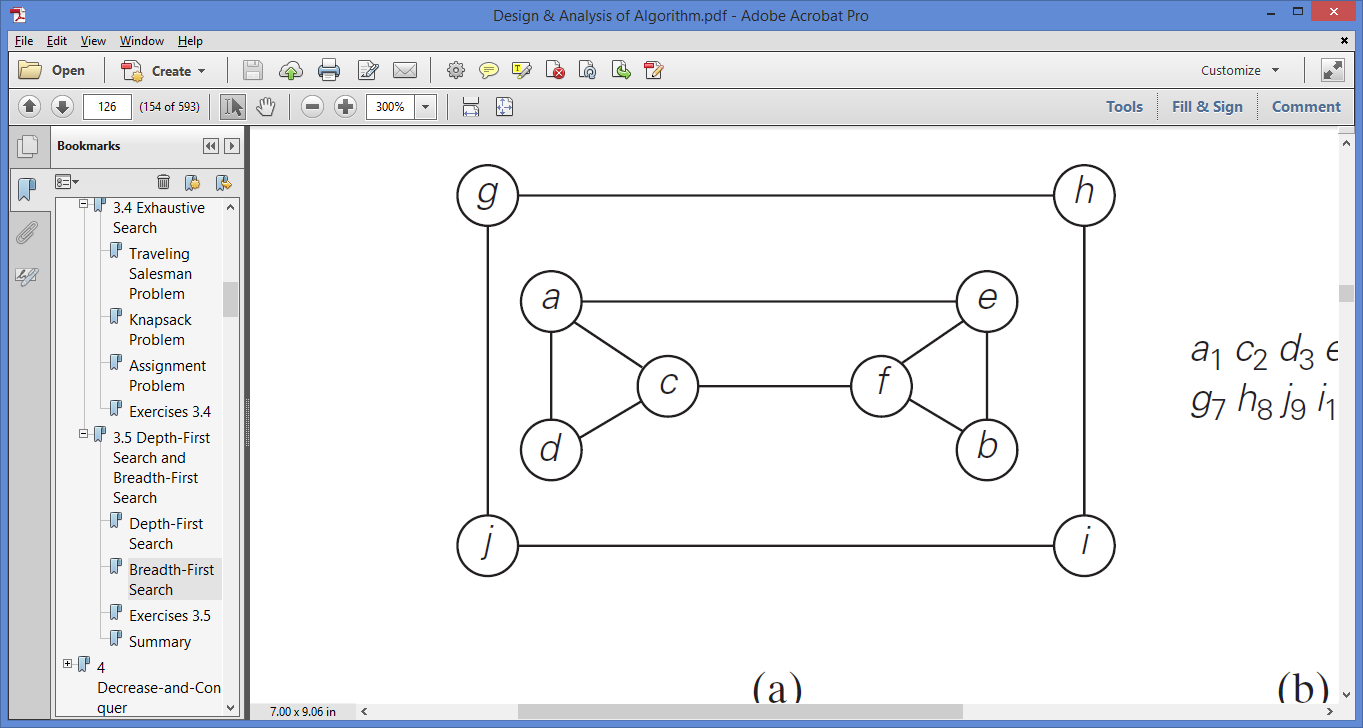 Design & Analysis of Algorithm.pdf - Adobe Acrobat Pro
File Edit View Window Help
Open Create Customize
126 (154 of 593) 300% Tools Fill & Sign Comment
Bookmarks
3.4 Exhaustive
Search
Traveling
Salesman
Problem
Knapsack
Problem
Assignment
Problem
Exercises 3.4
3.5 Depth-First
Search and
Breadth-First
Search
Depth-First
Search
Breadth-First
Search
Exercises 3.5
Summary
4
Decrease-and-Con
quer
g h
a e
c f
d b
j i
a1 c2 d3 e
g7 h8 j9 i1
(a) (b)
7.00 x 9.06 in